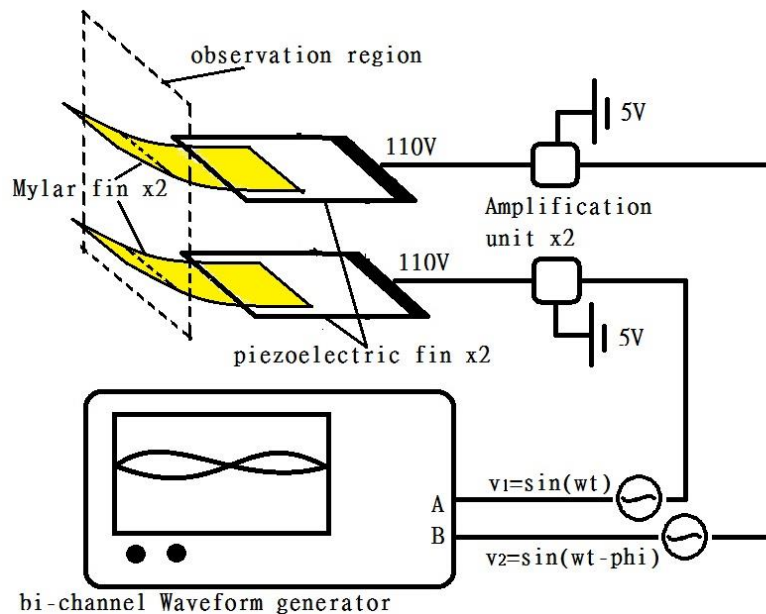 observation region
110V
5V
Mylar fin x2
Amplification
unit x2
110V
5V
piezoelectric fin x2
A
v1=sin(wt)
B
v2=sin(wt-phi)
bi-channel Waveform generator